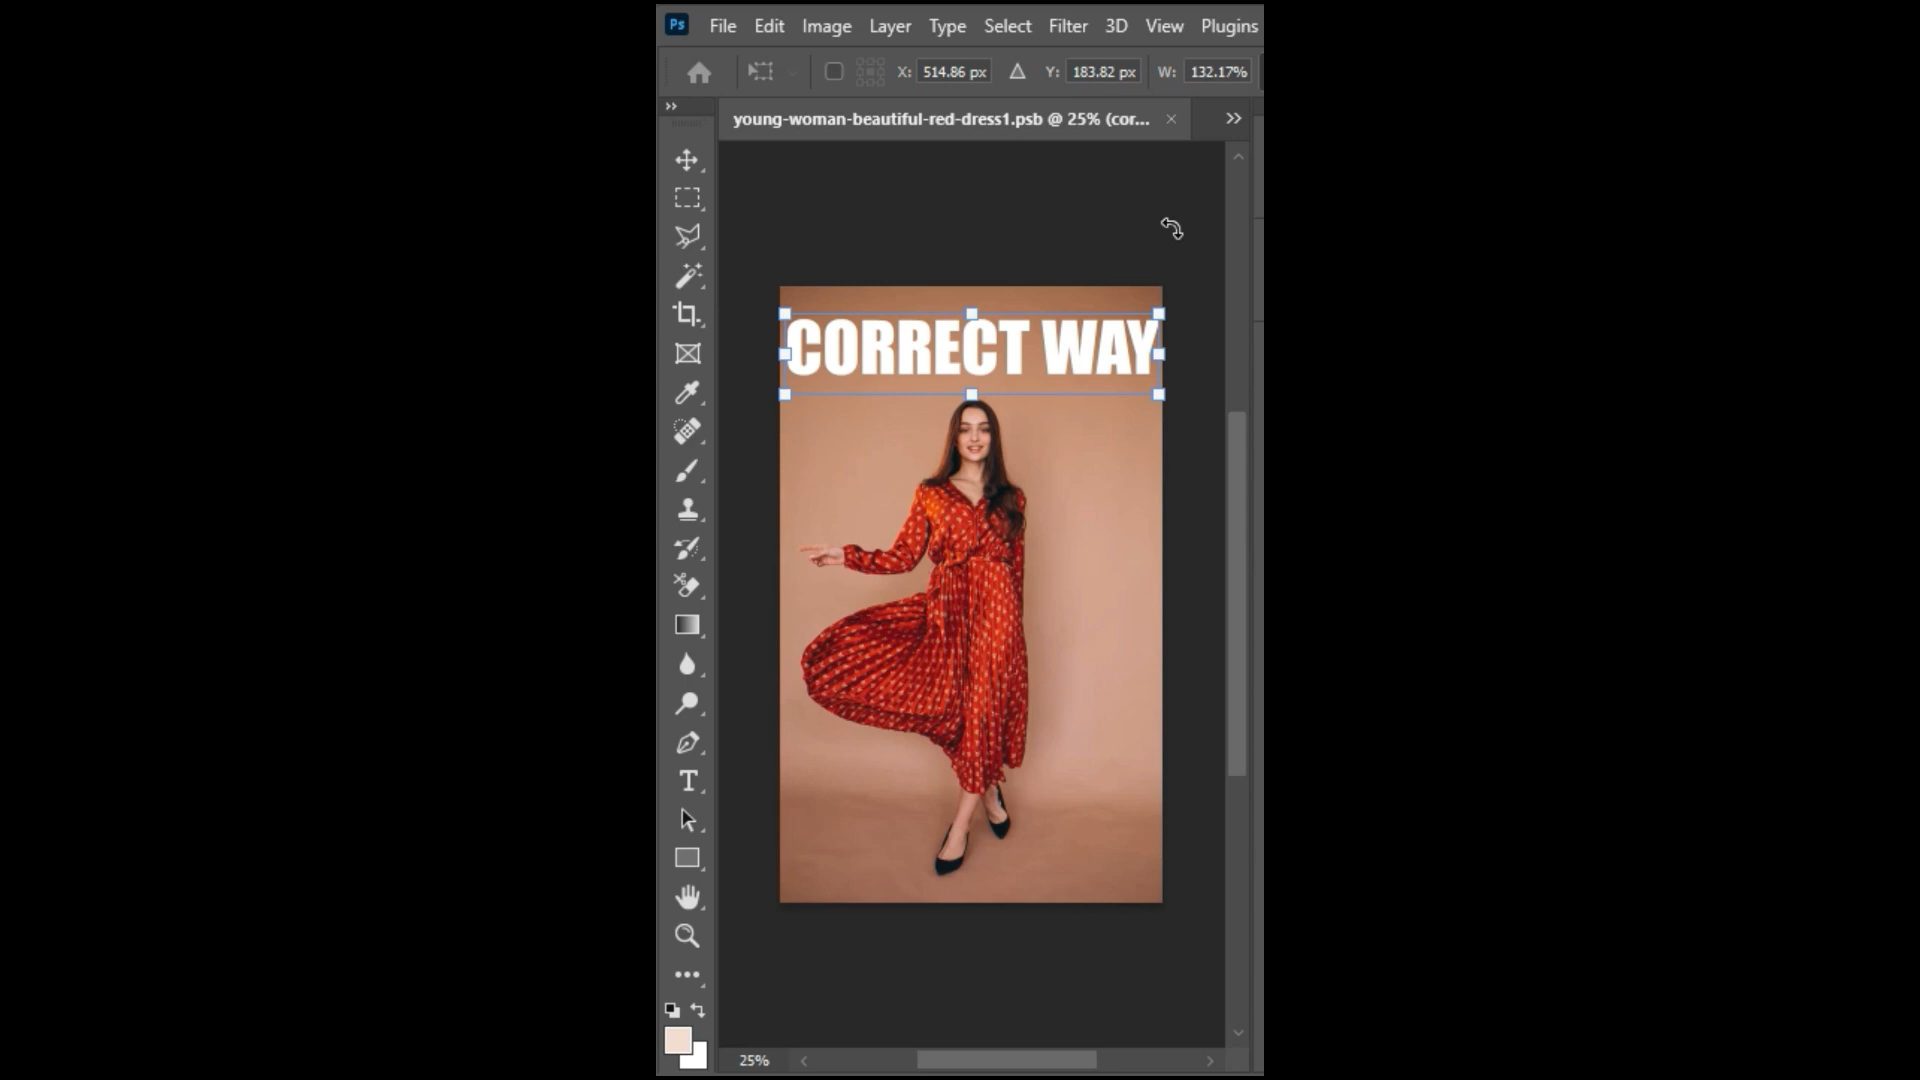 Ps File Edit Image Layer Type Select Filter 3D View Plugins
X: 514.86 px Y: 183.82 px W: 132.17%
young-woman-beautiful-red-dress1.psb @ 25% (cor...
CORRECT WAY
T
25%